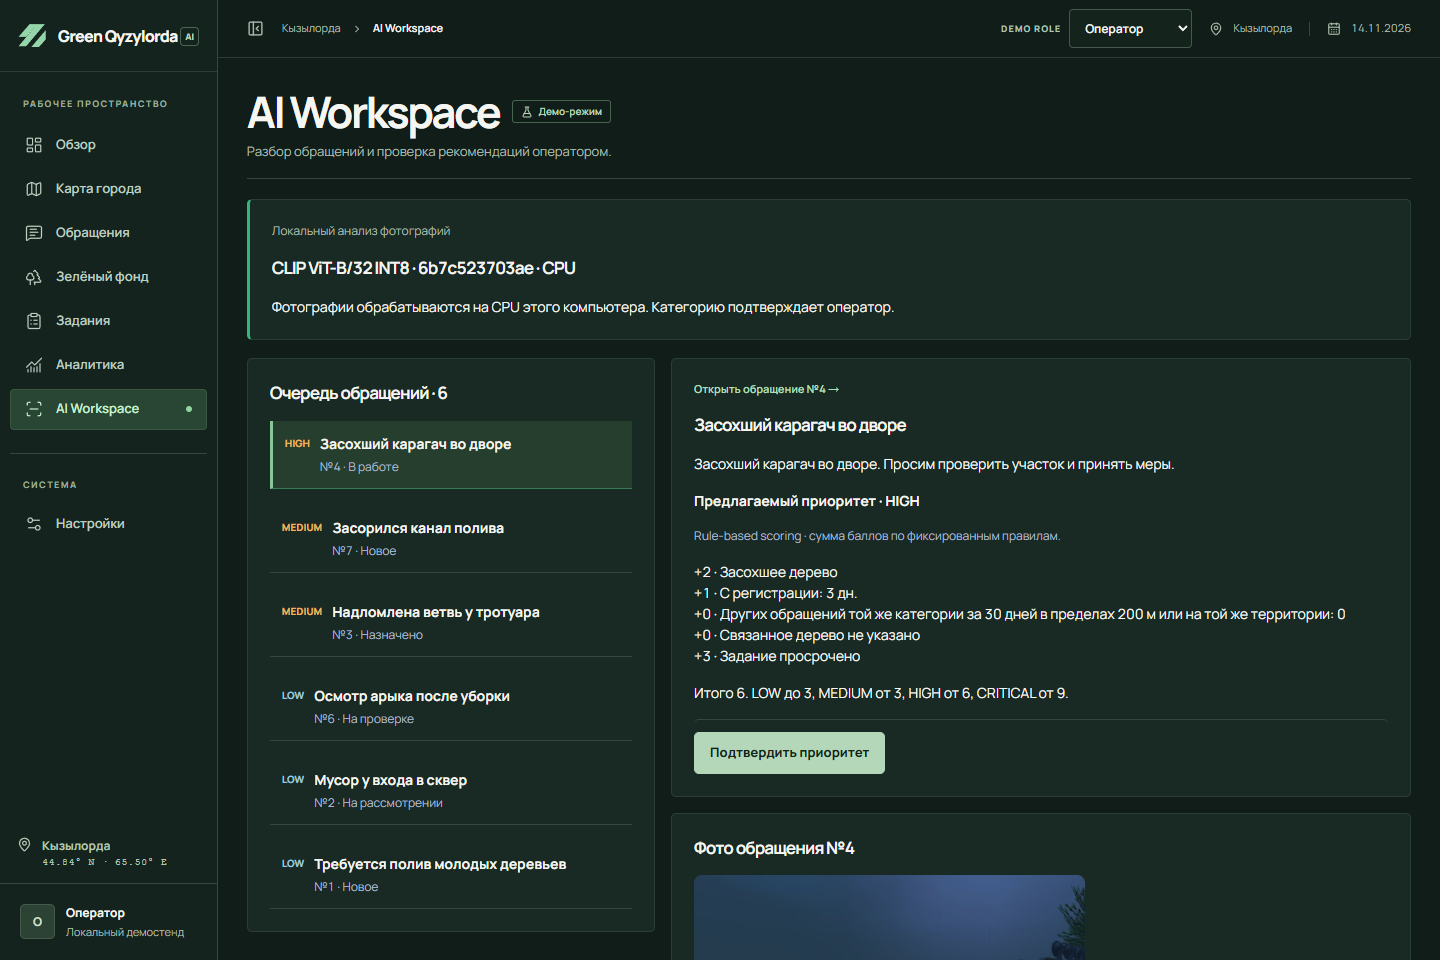 Green Qyzylorda AI
РАБОЧЕЕ ПРОСТРАНСТВО
Обзор
Карта города
Обращения
Зелёный фонд
Задания
Аналитика
AI Workspace
СИСТЕМА
Настройки
Кызылорда
44.84° N · 65.50° E
О
Оператор
Локальный демостенд
Кызылорда > AI Workspace
DEMO ROLE
Оператор
Кызылорда
14.11.2026
AI Workspace
Демо-режим
Разбор обращений и проверка рекомендаций оператором.
Локальный анализ фотографий
CLIP ViT-B/32 INT8 · 6b7c523703ae · CPU
Фотографии обрабатываются на CPU этого компьютера. Категорию подтверждает оператор.
Очередь обращений · 6
HIGH Засохший карагач во дворе
№4 · В работе
MEDIUM Засорился канал полива
№7 · Новое
MEDIUM Надломлена ветвь у тротуара
№3 · Назначено
LOW Осмотр арыка после уборки
№6 · На проверке
LOW Мусор у входа в сквер
№2 · На рассмотрении
LOW Требуется полив молодых деревьев
№1 · Новое
Открыть обращение №4 →
Засохший карагач во дворе
Засохший карагач во дворе. Просим проверить участок и принять меры.
Предлагаемый приоритет · HIGH
Rule-based scoring · сумма баллов по фиксированным правилам.
+2 · Засохшее дерево
+1 · С регистрации: 3 дн.
+0 · Других обращений той же категории за 30 дней в пределах 200 м или на той же территории: 0
+0 · Связанное дерево не указано
+3 · Задание просрочено
Итого 6. LOW до 3, MEDIUM от 3, HIGH от 6, CRITICAL от 9.
Подтвердить приоритет
Фото обращения №4